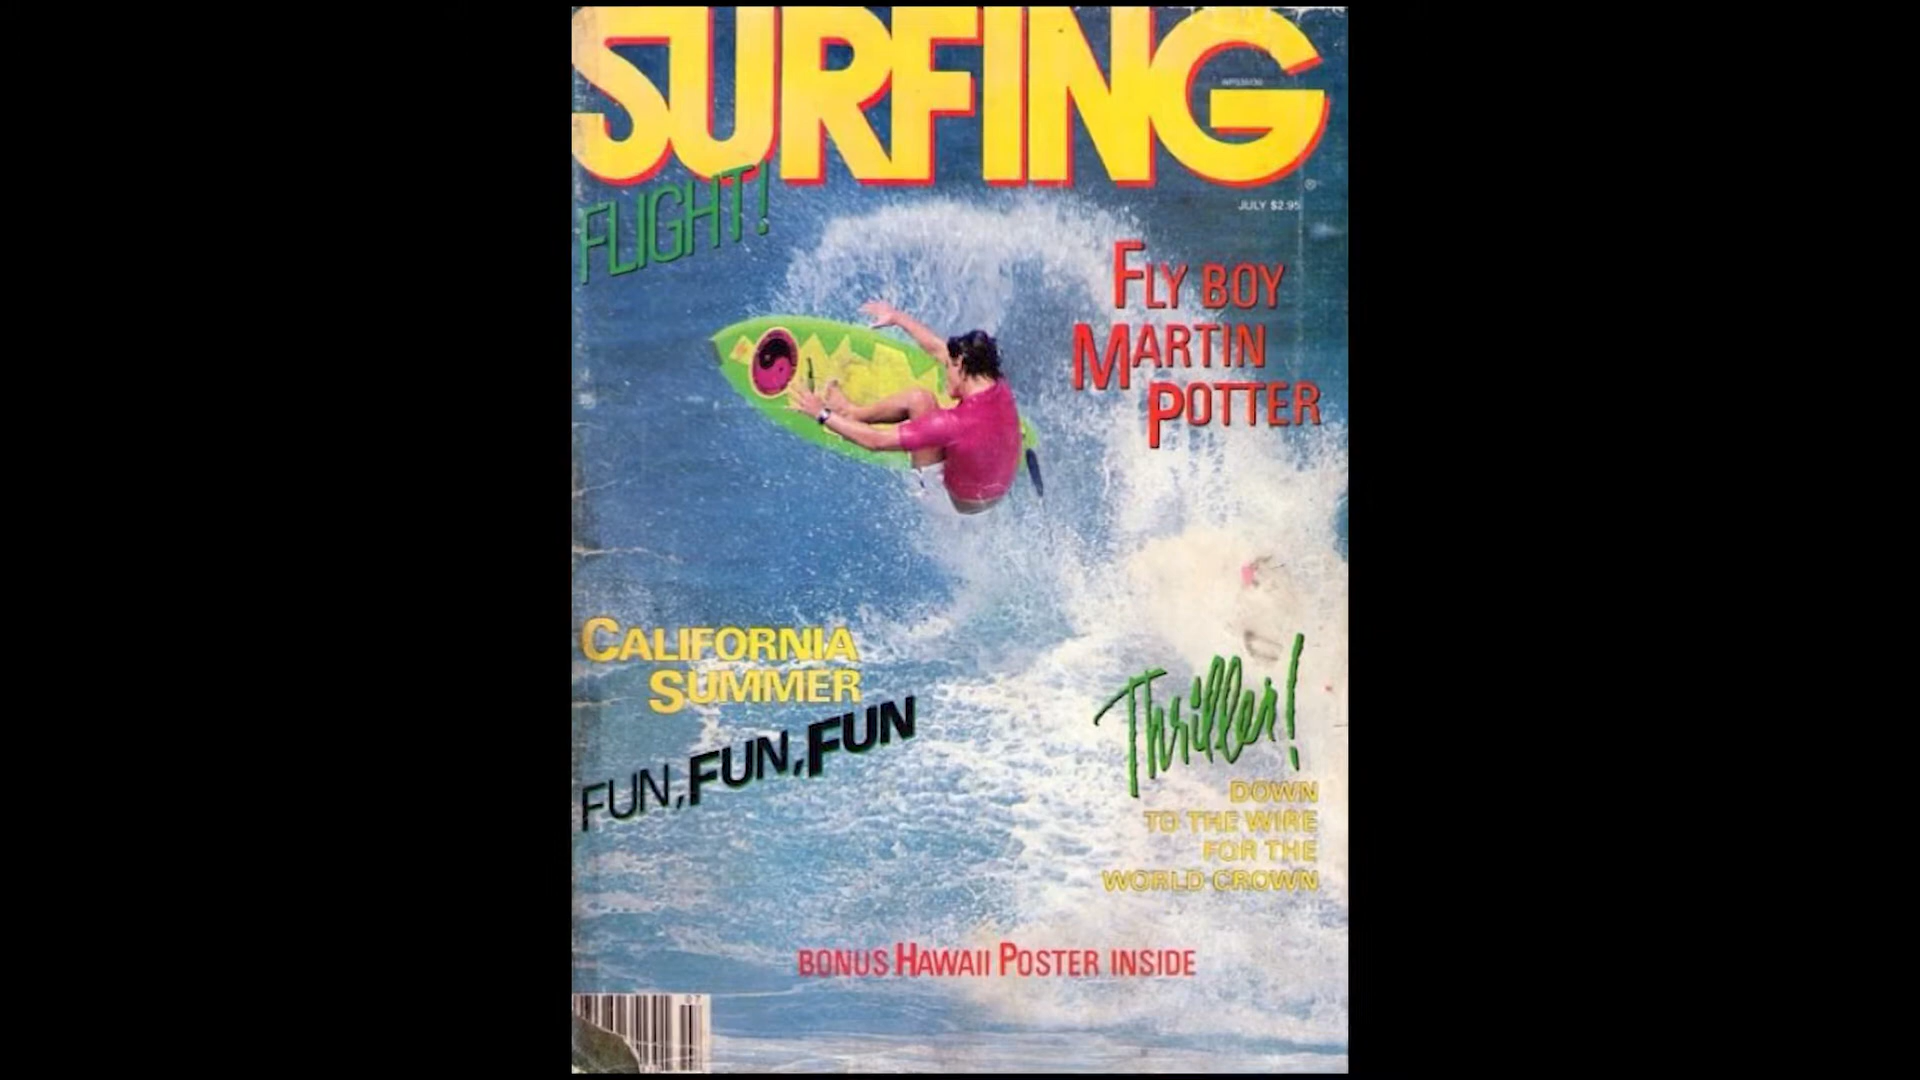 SURFING
JULY $2.95
FLIGHT!
FLY BOY
MARTIN
POTTER
CALIFORNIA
SUMMER
FUN, FUN, FUN
Thriller!
DOWN
TO THE WIRE
FOR THE
WORLD CROWN
BONUS HAWAII POSTER INSIDE
07